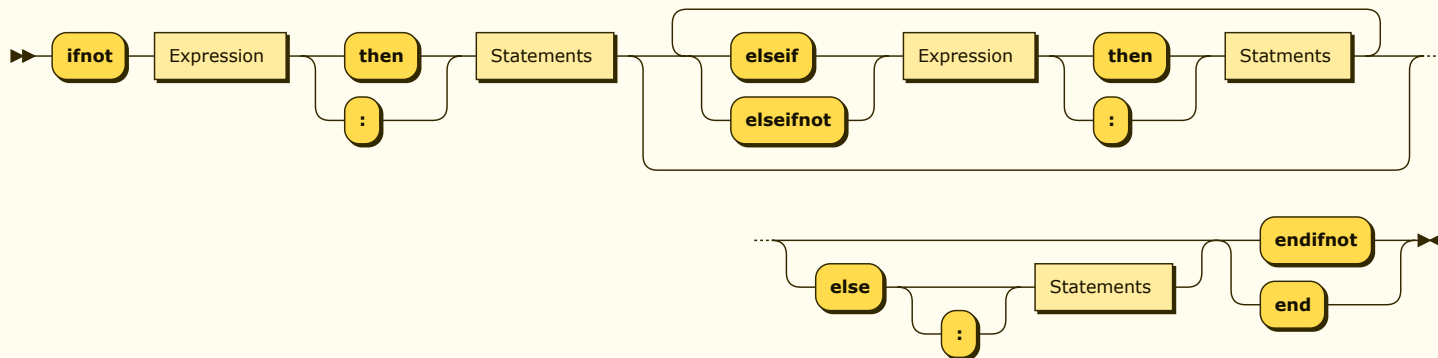 ifnot Expression then Statements elseif Expression then Statments
: elseifnot :
endifnot
else Statements
: end